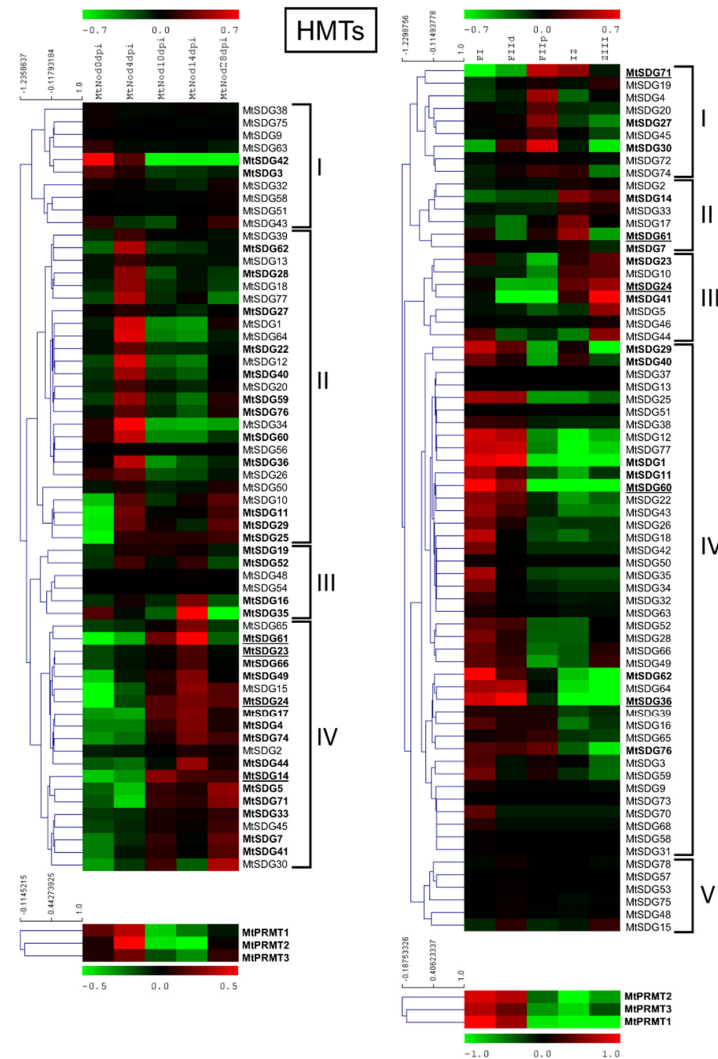 HMTs
-0.7 0.0 0.7
-1.2358637
-0.11793184
1.0
MtNod0dpi
MtNod4dpi
MtNod10dpi
MtNod14dpi
MtNod28dpi
MtSDG38
MtSDG75
MtSDG9
MtSDG63
MtSDG42
MtSDG3
MtSDG32
MtSDG58
MtSDG51
MtSDG43
I
MtSDG39
MtSDG62
MtSDG13
MtSDG28
MtSDG18
MtSDG77
MtSDG27
MtSDG1
MtSDG64
MtSDG22
MtSDG12
MtSDG40
MtSDG20
MtSDG59
MtSDG76
MtSDG34
MtSDG60
MtSDG56
MtSDG36
MtSDG26
MtSDG50
MtSDG10
MtSDG11
MtSDG29
MtSDG25
II
MtSDG19
MtSDG52
MtSDG48
MtSDG54
MtSDG16
MtSDG35
III
MtSDG65
MtSDG61
MtSDG23
MtSDG66
MtSDG49
MtSDG15
MtSDG24
MtSDG17
MtSDG4
MtSDG74
MtSDG2
MtSDG44
MtSDG14
MtSDG5
MtSDG71
MtSDG33
MtSDG45
MtSDG7
MtSDG41
MtSDG30
IV
-0.1145215
0.44273925
1.0
MtPRMT1
MtPRMT2
MtPRMT3
-0.5 0.0 0.5
-0.7 0.0 0.7
-1.2298756
-0.11493778
1.0
FI
FIId
FIIp
IZ
ZIII
MtSDG71
MtSDG19
MtSDG4
MtSDG20
MtSDG27
MtSDG45
MtSDG30
MtSDG72
MtSDG74
I
MtSDG2
MtSDG14
MtSDG33
MtSDG17
MtSDG61
MtSDG7
II
MtSDG23
MtSDG10
MtSDG24
MtSDG41
MtSDG5
MtSDG46
MtSDG44
III
MtSDG29
MtSDG40
MtSDG37
MtSDG13
MtSDG25
MtSDG51
MtSDG38
MtSDG12
MtSDG77
MtSDG1
MtSDG11
MtSDG60
MtSDG22
MtSDG43
MtSDG26
MtSDG18
MtSDG42
MtSDG50
MtSDG35
MtSDG34
MtSDG32
MtSDG63
MtSDG52
MtSDG28
MtSDG66
MtSDG49
MtSDG62
MtSDG64
MtSDG36
MtSDG39
MtSDG16
MtSDG65
MtSDG76
MtSDG3
MtSDG59
MtSDG9
MtSDG73
MtSDG70
MtSDG68
MtSDG58
MtSDG31
IV
MtSDG78
MtSDG57
MtSDG53
MtSDG75
MtSDG48
MtSDG15
V
-0.18753326
0.40623337
1.0
MtPRMT2
MtPRMT3
MtPRMT1
-1.0 0.0 1.0